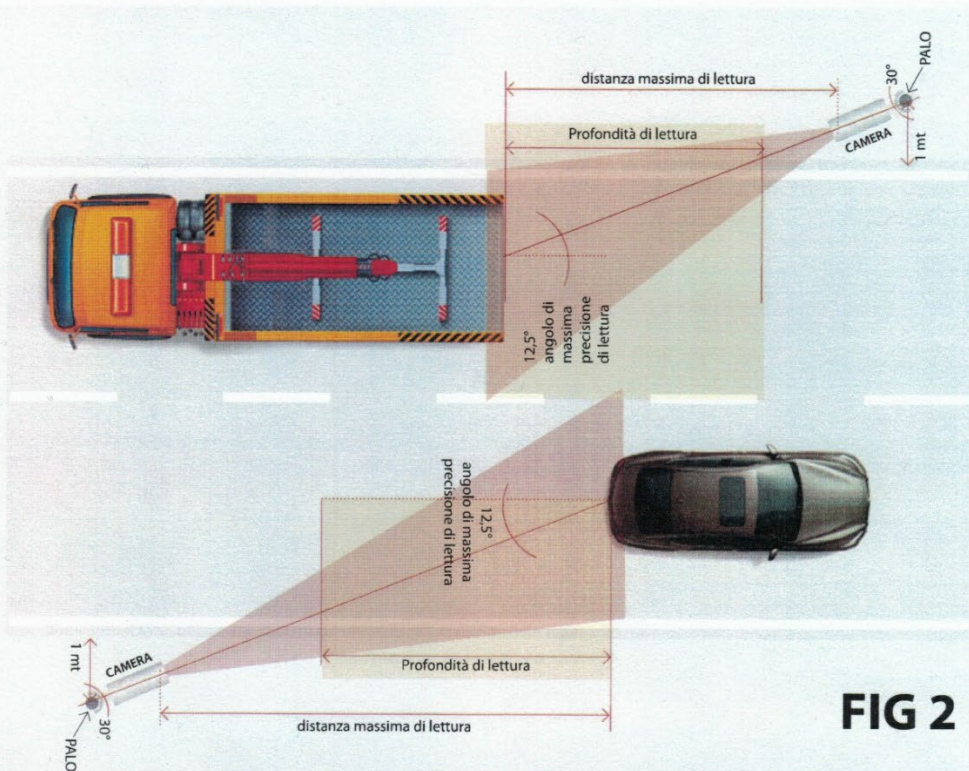 distanza massima di lettura
30°
PALO
CAMERA
1 mt
Profondità di lettura
12,5°
angolo di
massima
precisione
di lettura
12,5°
angolo di massima
precisione di lettura
1 mt
CAMERA
30°
PALO
Profondità di lettura
distanza massima di lettura
FIG 2